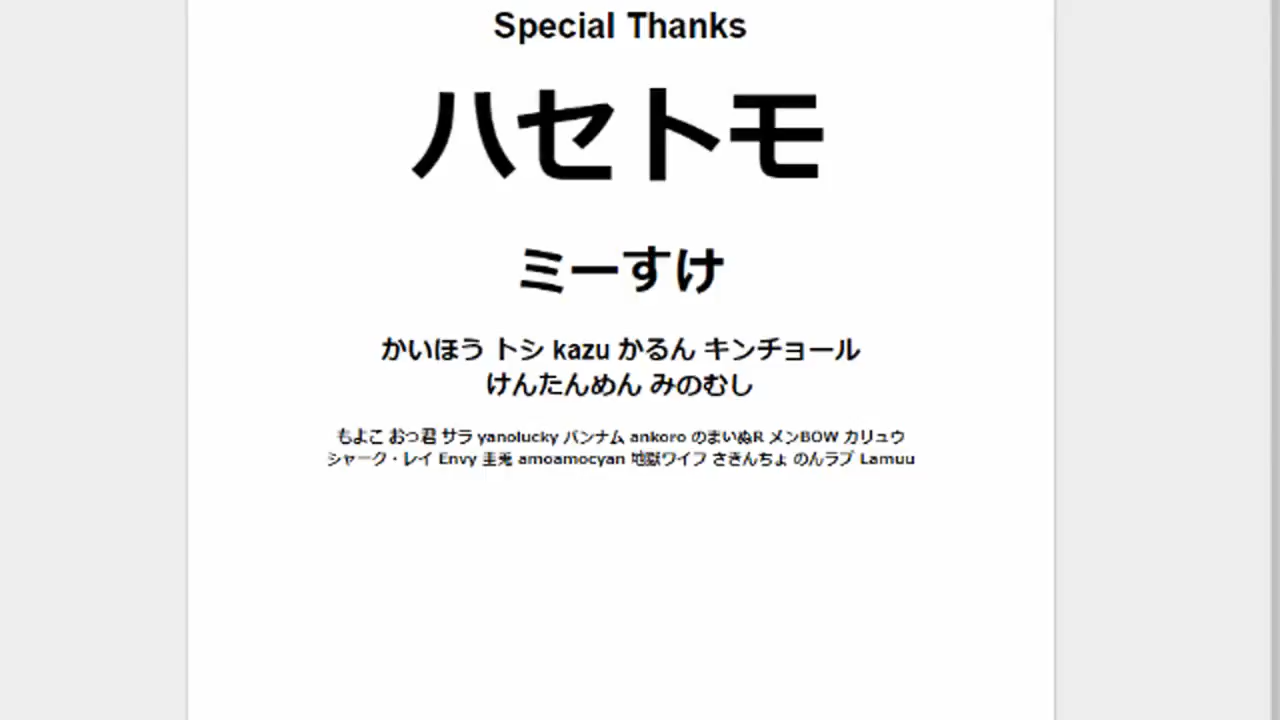 Special Thanks
ハセトモ
ミーすけ
かいほう トシ kazu かるん キンチョール
けんたんめん みのむし
もよこ おっ君 サラ yanolucky バンナム ankoro のまいぬR メンBOW カリュウ
シャーク・レイ Envy 圭兎 amoamocyan 地獄ワイフ さきんちょ のんラブ Lamuu